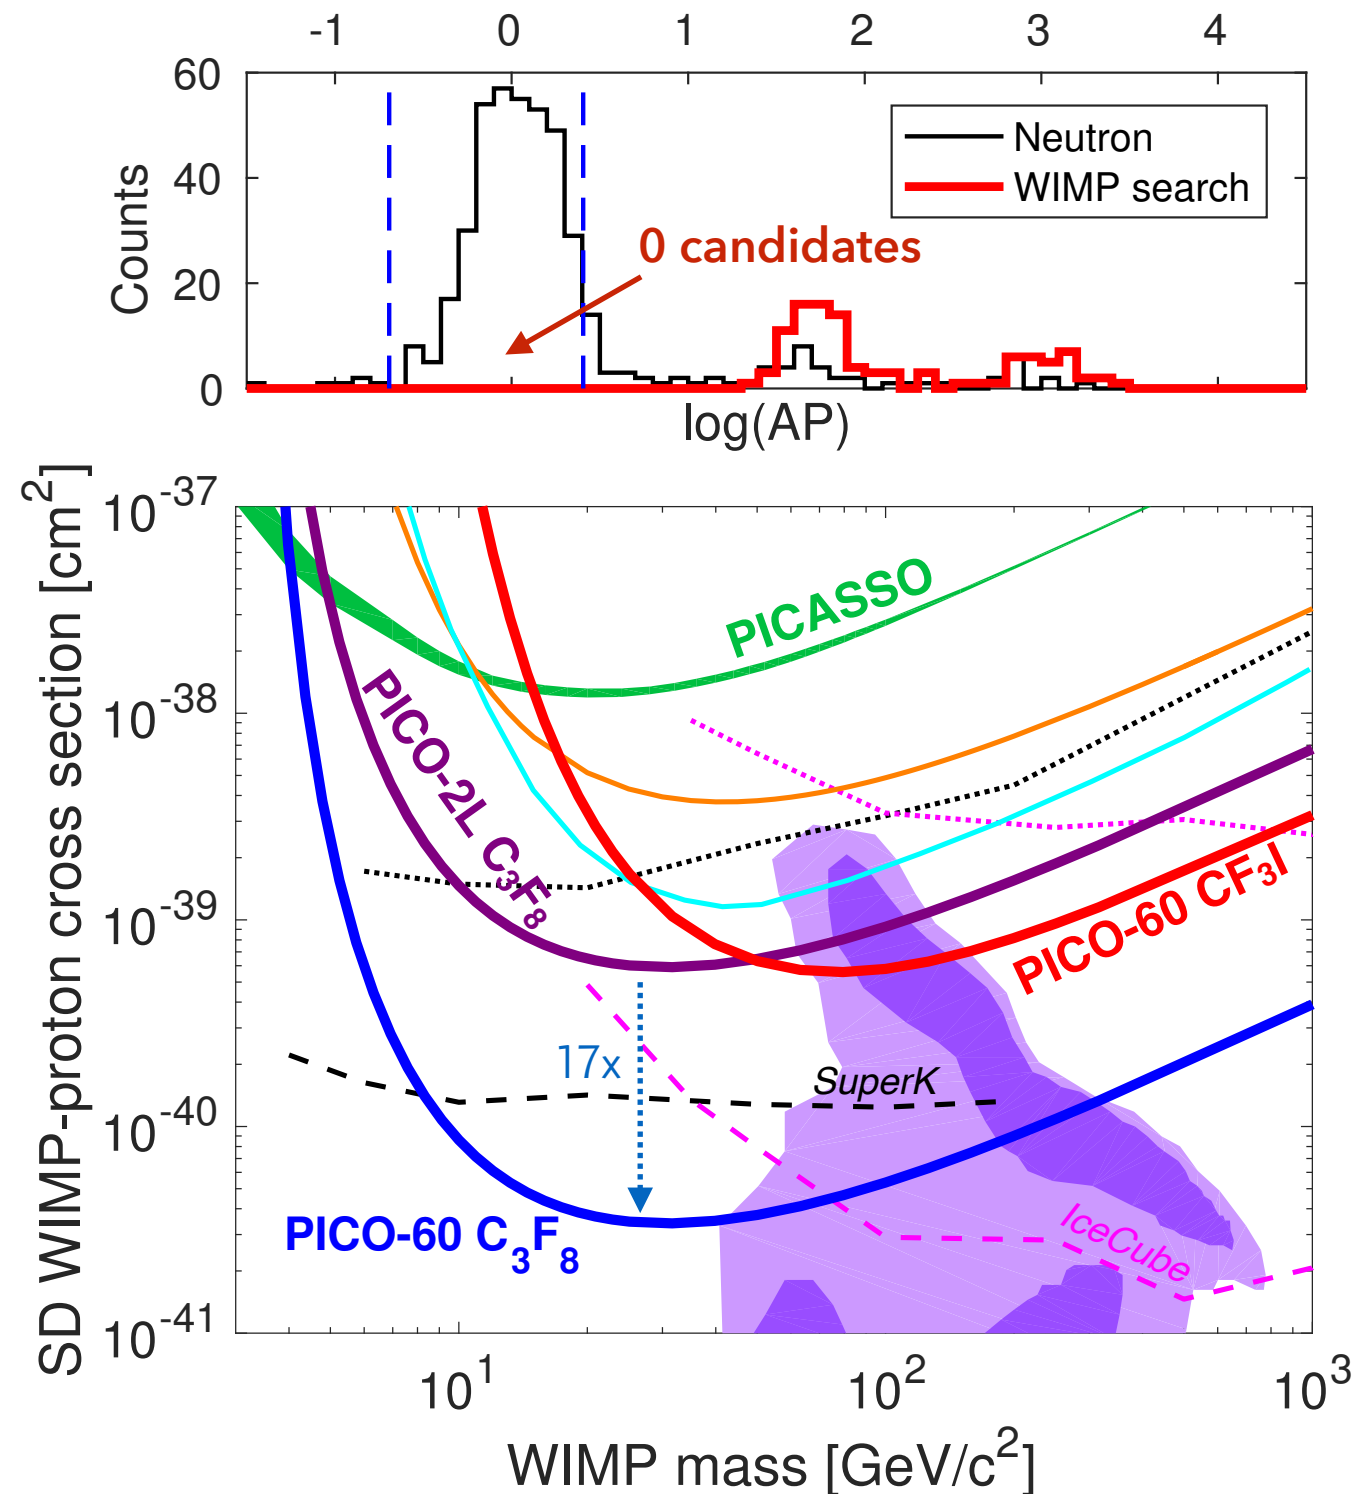 -1 0 1 2 3 4
60
40
20
0
Counts
Neutron
WIMP search
0 candidates
log(AP)
SD WIMP-proton cross section [cm²]
10⁻³⁷
10⁻³⁸
10⁻³⁹
10⁻⁴⁰
10⁻⁴¹
PICASSO
PICO-2L C₃F₈
PICO-60 CF₃I
17x
SuperK
PICO-60 C₃F₈
IceCube
10¹ 10² 10³
WIMP mass [GeV/c²]